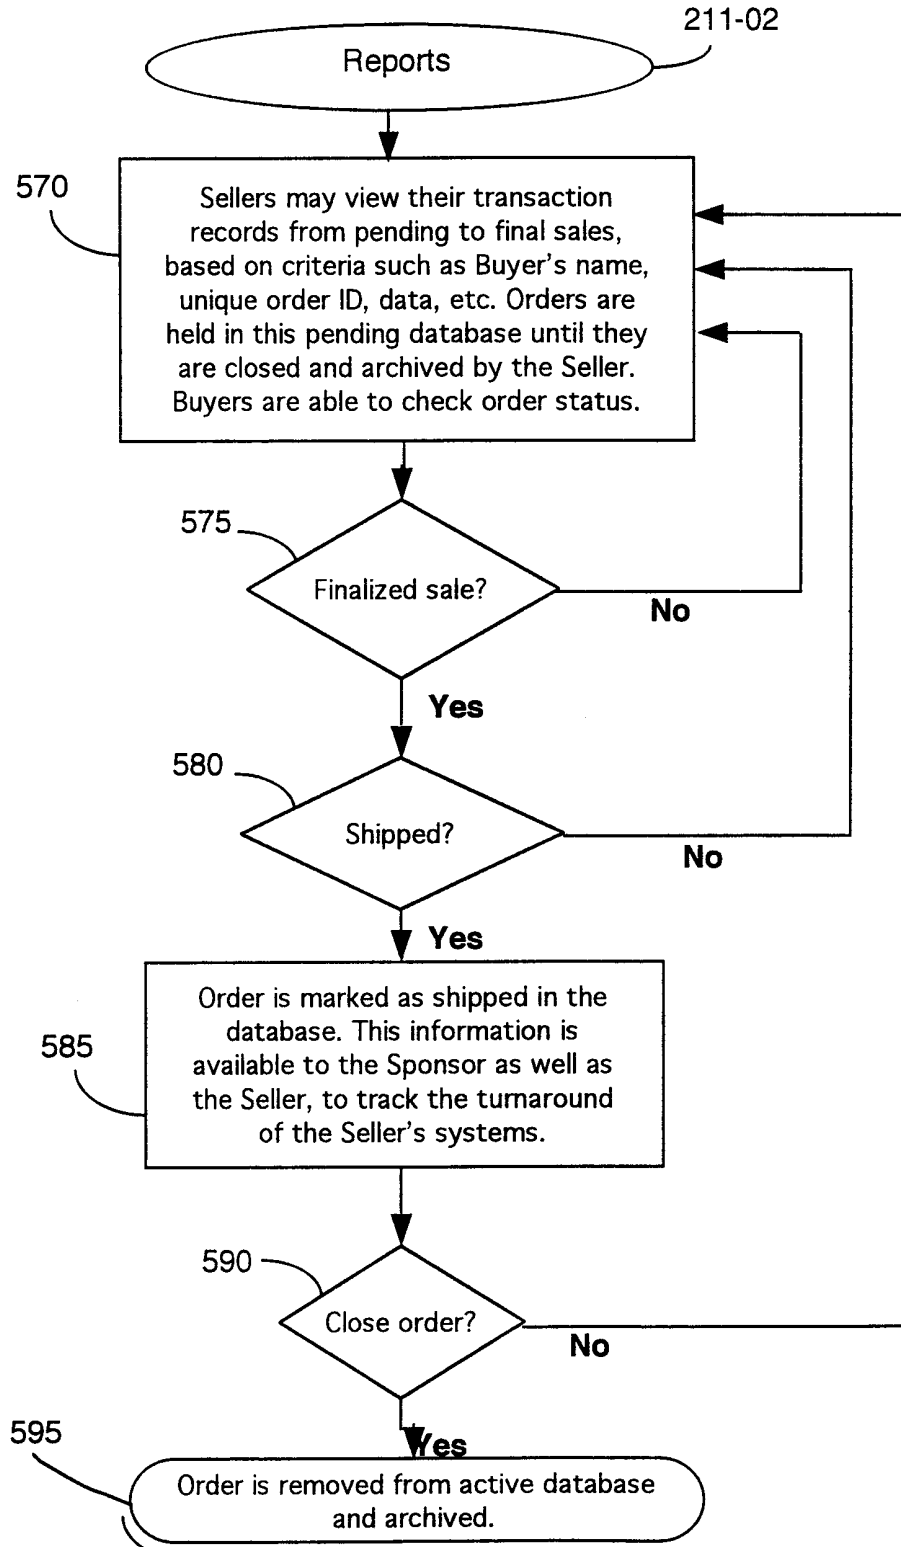 211-02
Reports
570
Sellers may view their transaction
records from pending to final sales,
based on criteria such as Buyer's name,
unique order ID, data, etc. Orders are
held in this pending database until they
are closed and archived by the Seller.
Buyers are able to check order status.
575
Finalized sale?
No
Yes
580
Shipped?
No
Yes
585
Order is marked as shipped in the
database. This information is
available to the Sponsor as well as
the Seller, to track the turnaround
of the Seller's systems.
590
Close order?
No
Yes
595
Order is removed from active database
and archived.